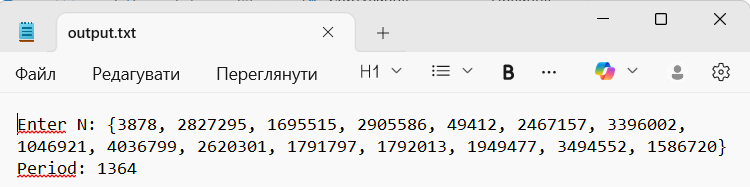 output.txt
Файл Редагувати Переглянути H1 B ...
Enter N: {3878, 2827295, 1695515, 2905586, 49412, 2467157, 3396002,
1046921, 4036799, 2620301, 1791797, 1792013, 1949477, 3494552, 1586720}
Period: 1364